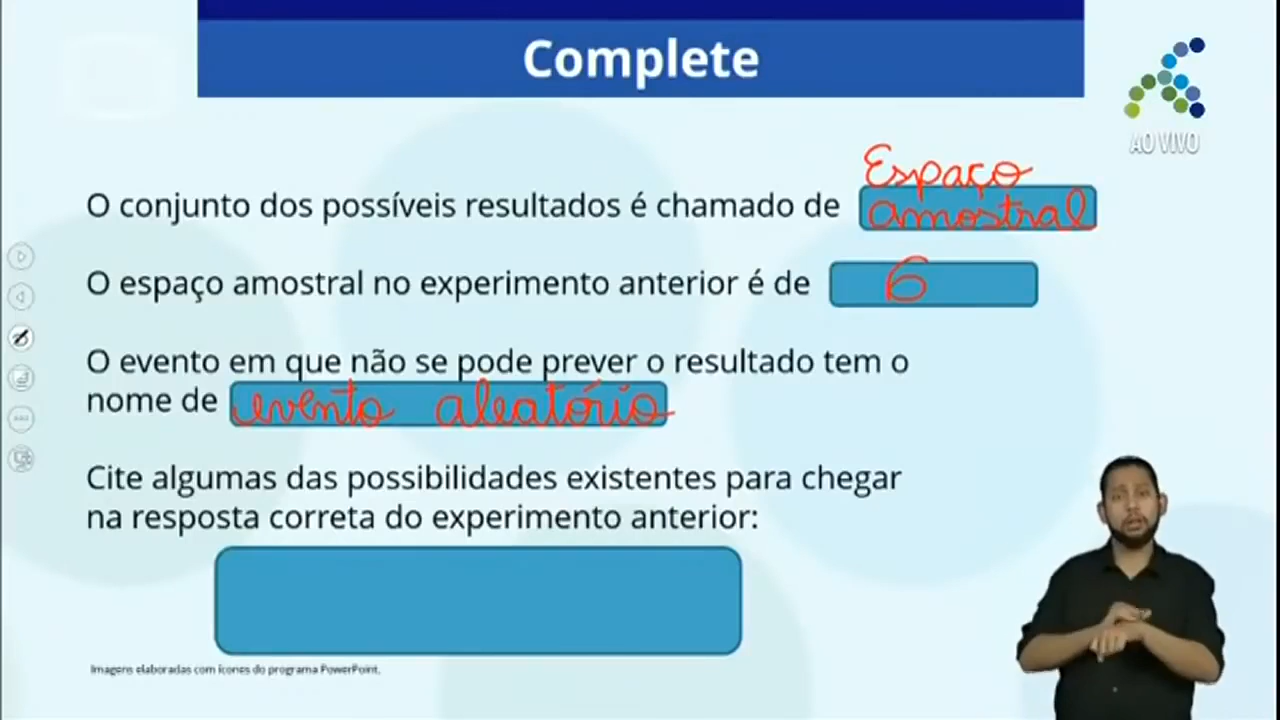 Complete
AO VIVO
Espaço
O conjunto dos possíveis resultados é chamado de amostral
O espaço amostral no experimento anterior é de 6
O evento em que não se pode prever o resultado tem o
nome de evento aleatório
Cite algumas das possibilidades existentes para chegar
na resposta correta do experimento anterior:
Imagens elaboradas com ícones do programa PowerPoint.